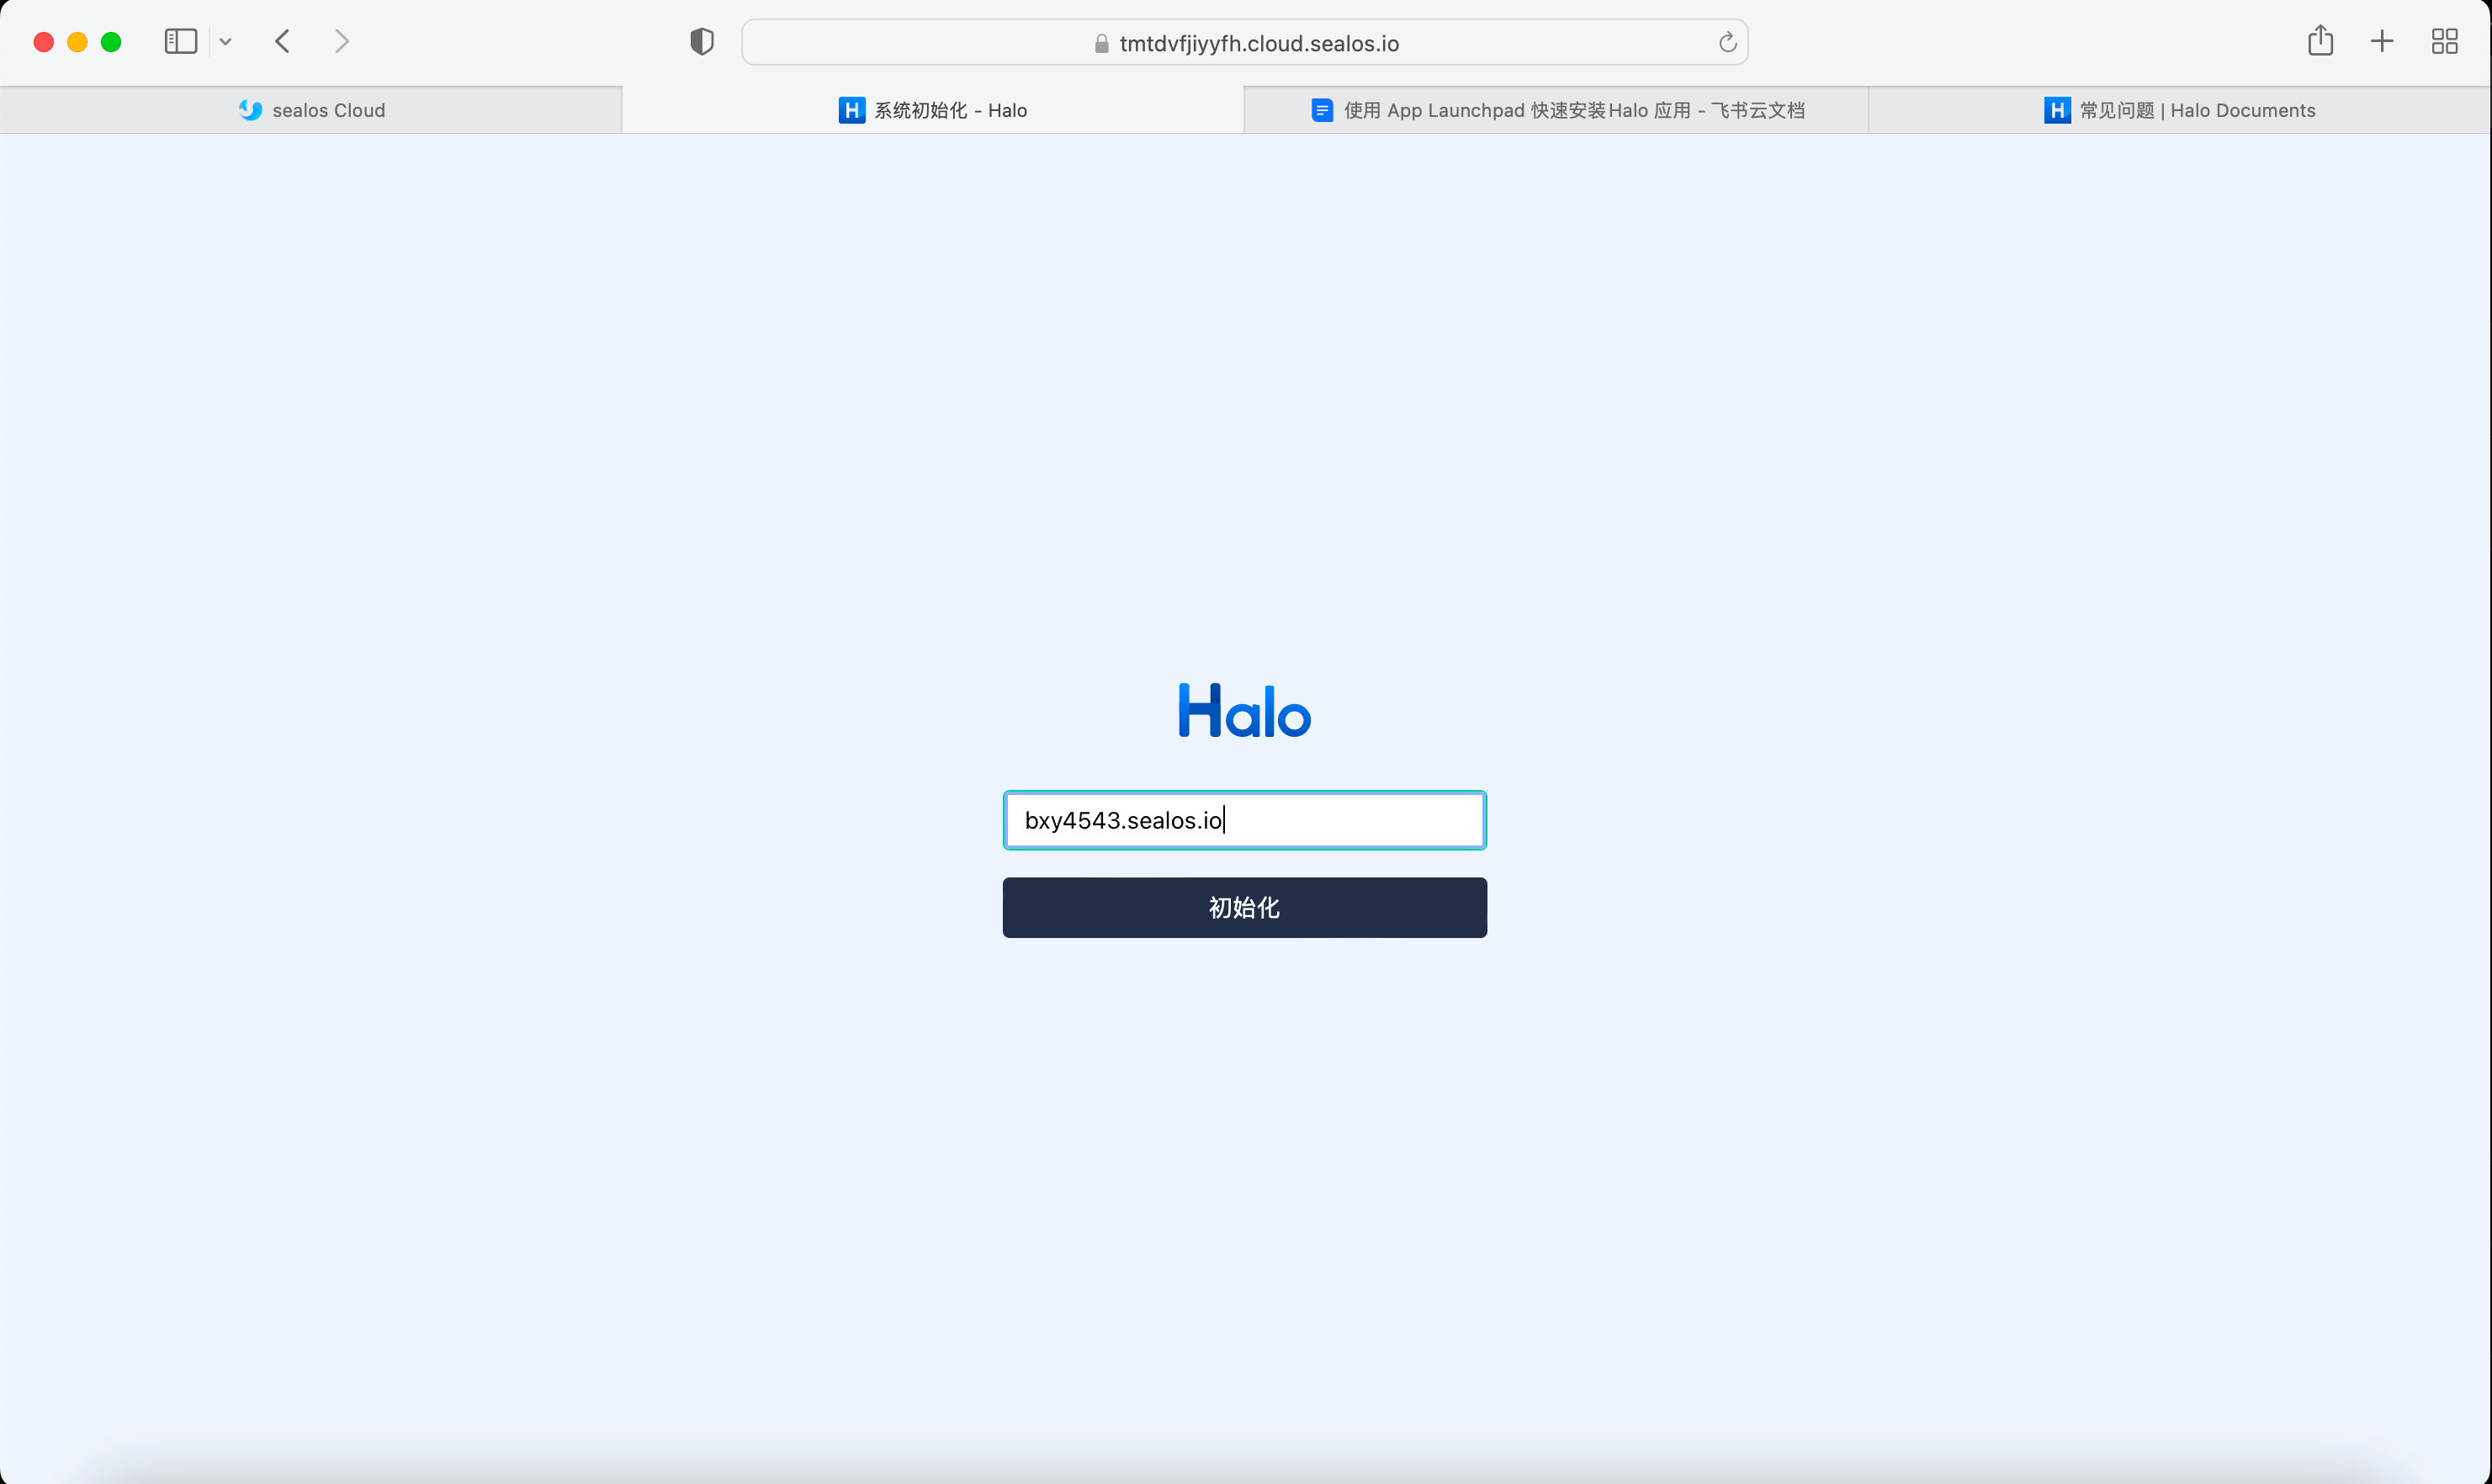 tmtdvfjiyyfh.cloud.sealos.io
sealos Cloud
系统初始化 - Halo
使用 App Launchpad 快速安装Halo 应用 - 飞书云文档
常见问题 | Halo Documents
Halo
bxy4543.sealos.io
初始化